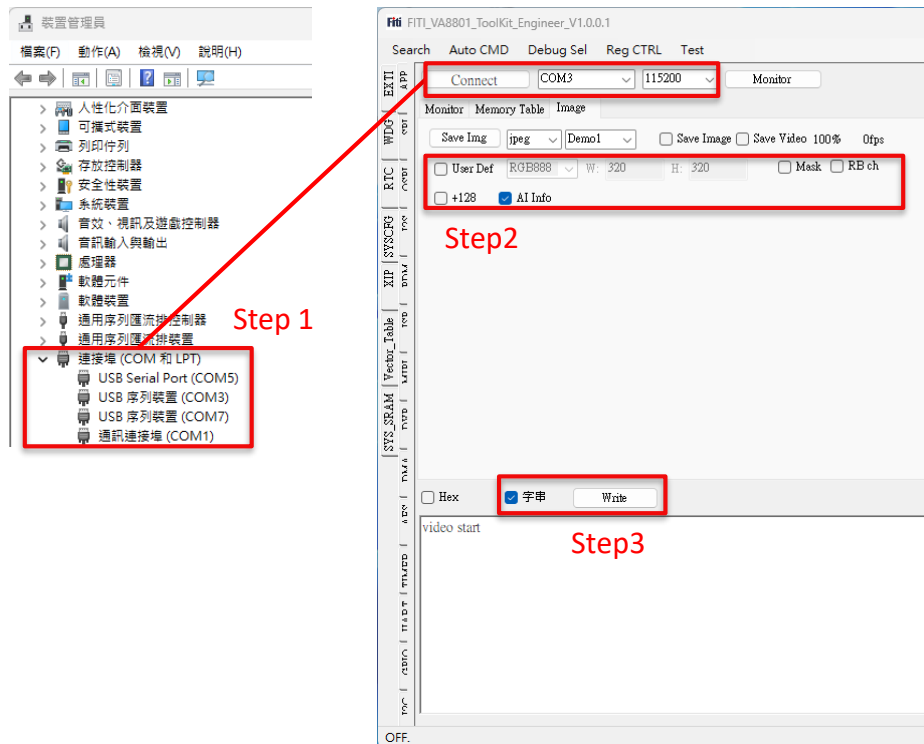 裝置管理員
檔案(F) 動作(A) 檢視(V) 說明(H)
人性化介面裝置
可攜式裝置
列印佇列
存放控制器
安全性裝置
系統裝置
音效、視訊及遊戲控制器
音訊輸入與輸出
處理器
軟體元件
軟體裝置
通用序列匯流排控制器
通用序列匯流排裝置
連接埠 (COM 和 LPT)
USB Serial Port (COM5)
USB 序列裝置 (COM3)
USB 序列裝置 (COM7)
通訊連接埠 (COM1)
Step 1
Fiti FITI_VA8801_ToolKit_Engineer_V1.0.0.1
Search Auto CMD Debug Sel Reg CTRL Test
Connect COM3 115200 Monitor
Monitor Memory Table Image
Save Img jpeg Demo1 Save Image Save Video 100% 0fps
User Def RGB888 W: 320 H: 320 Mask RB ch
+128 AI Info
Step2
EXTI
WDG
RTC
SYSCFG
XIP
Vector_Table
SYS_SRAM
Hex 字串 Write
Step3
video start
OFF.